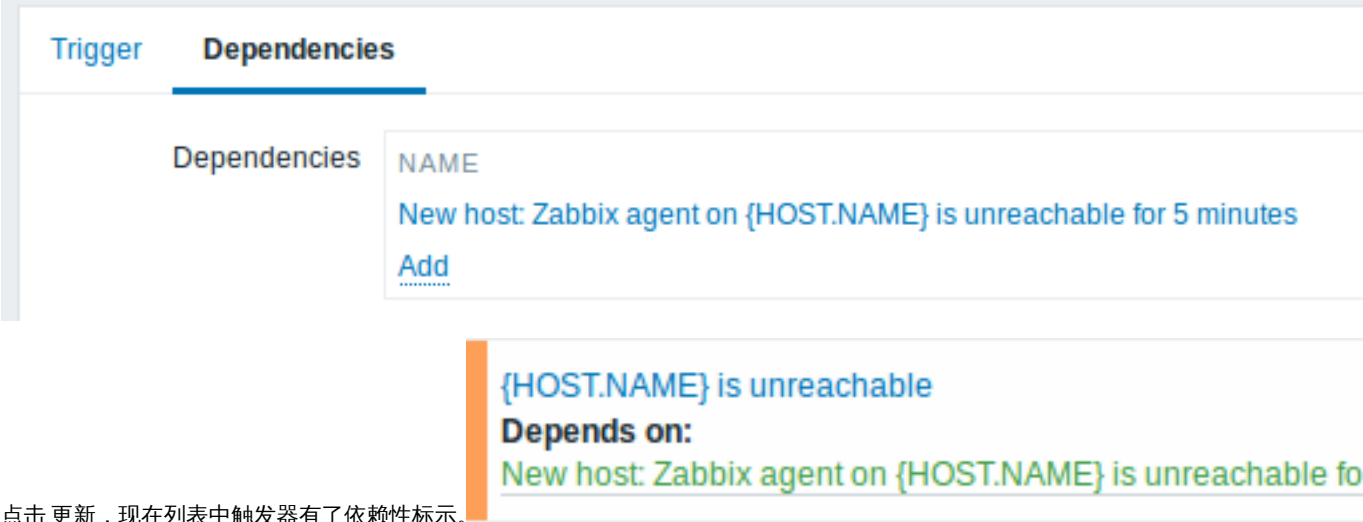 Trigger Dependencies
Dependencies NAME
New host: Zabbix agent on {HOST.NAME} is unreachable for 5 minutes
Add
{HOST.NAME} is unreachable
Depends on:
New host: Zabbix agent on {HOST.NAME} is unreachable fo
点击 更新，现在列表中触发器有了依赖性标示。